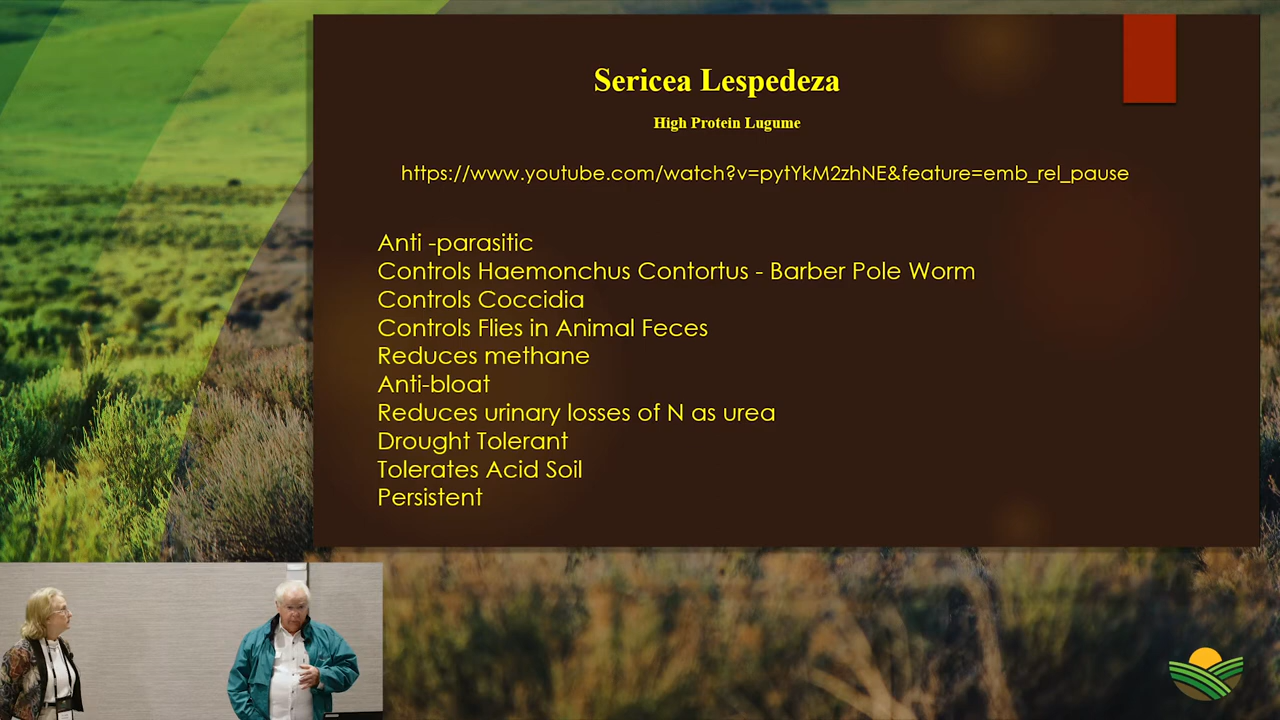 Sericea Lespedeza
High Protein Lugume
https://www.youtube.com/watch?v=pytYkM2zhNE&feature=emb_rel_pause
Anti -parasitic
Controls Haemonchus Contortus - Barber Pole Worm
Controls Coccidia
Controls Flies in Animal Feces
Reduces methane
Anti-bloat
Reduces urinary losses of N as urea
Drought Tolerant
Tolerates Acid Soil
Persistent